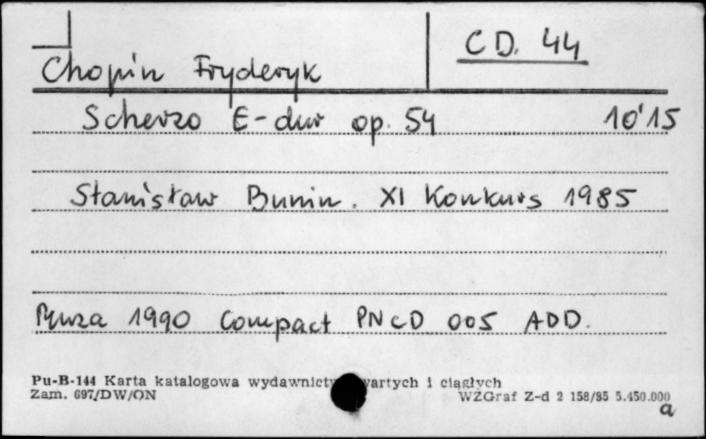 CD. 44
Chopin Fryderyk
Scherzo E-dur op. 54 10'15
Stanisław Bunin. XI Konkurs 1985
Muza 1990 Compact PNCD 005 ADD.
Pu-B-144 Karta katalogowa wydawnictw zwartych i ciągłych
Zam. 697/DW/ON WZGraf Z-d 2 158/85 5.450.000
a